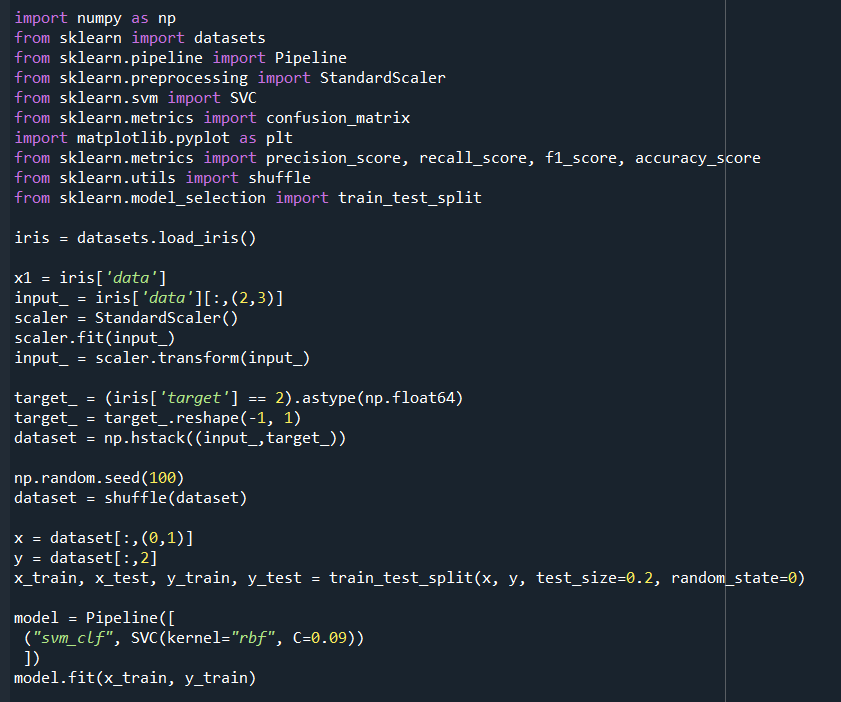 import numpy as np
from sklearn import datasets
from sklearn.pipeline import Pipeline
from sklearn.preprocessing import StandardScaler
from sklearn.svm import SVC
from sklearn.metrics import confusion_matrix
import matplotlib.pyplot as plt
from sklearn.metrics import precision_score, recall_score, f1_score, accuracy_score
from sklearn.utils import shuffle
from sklearn.model_selection import train_test_split

iris = datasets.load_iris()

x1 = iris['data']
input_ = iris['data'][:,(2,3)]
scaler = StandardScaler()
scaler.fit(input_)
input_ = scaler.transform(input_)

target_ = (iris['target'] == 2).astype(np.float64)
target_ = target_.reshape(-1, 1)
dataset = np.hstack((input_,target_))

np.random.seed(100)
dataset = shuffle(dataset)

x = dataset[:,(0,1)]
y = dataset[:,2]
x_train, x_test, y_train, y_test = train_test_split(x, y, test_size=0.2, random_state=0)

model = Pipeline([
 ("svm_clf", SVC(kernel="rbf", C=0.09))
 ])
model.fit(x_train, y_train)